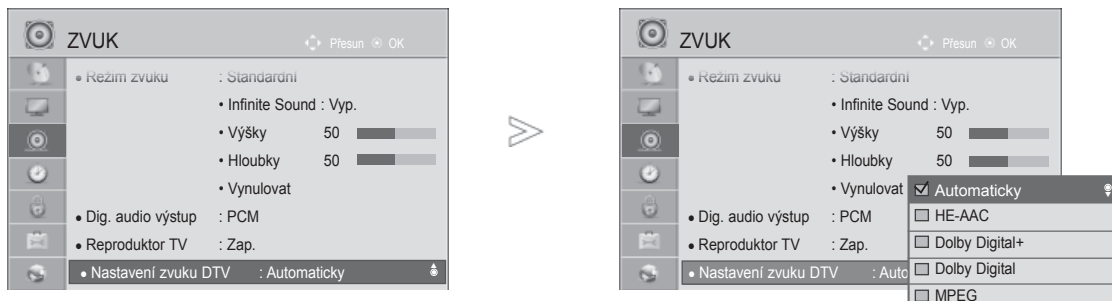 ZVUK
Přesun OK
• Režim zvuku : Standardní
• Infinite Sound : Vyp.
• Výšky 50
• Hloubky 50
• Vynulovat
• Dig. audio výstup : PCM
• Reproduktor TV : Zap.
• Nastavení zvuku DTV : Automaticky
ZVUK
Přesun OK
• Režim zvuku : Standardní
• Infinite Sound : Vyp.
• Výšky 50
• Hloubky 50
• Vynulovat
• Dig. audio výstup : PCM
• Reproduktor TV : Zap.
• Nastavení zvuku DTV : Auto
Automaticky
HE-AAC
Dolby Digital+
Dolby Digital
MPEG